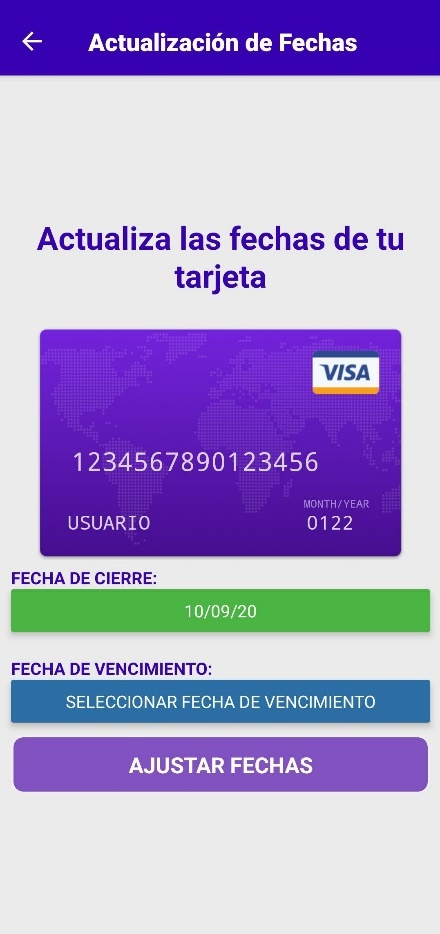 Actualización de Fechas
Actualiza las fechas de tu
tarjeta
VISA
1234567890123456
MONTH/YEAR
USUARIO 0122
FECHA DE CIERRE:
10/09/20
FECHA DE VENCIMIENTO:
SELECCIONAR FECHA DE VENCIMIENTO
AJUSTAR FECHAS